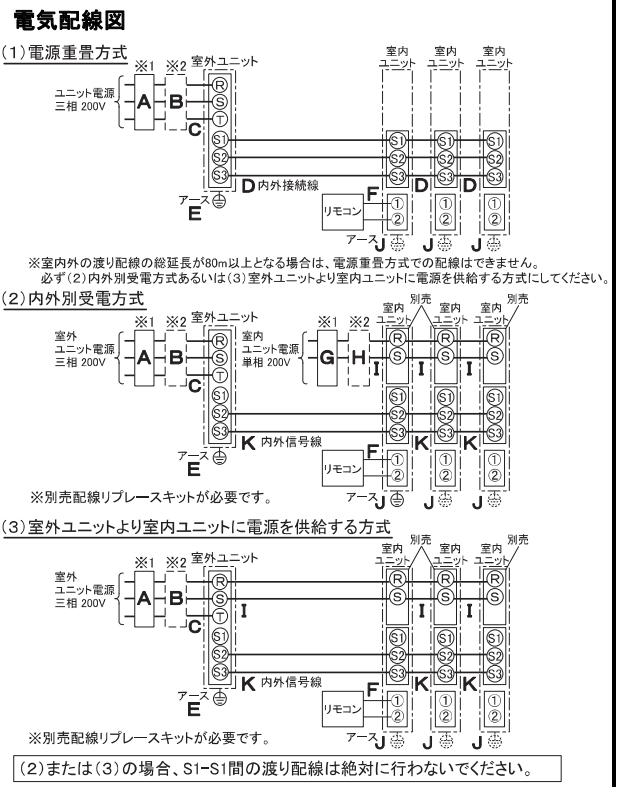 電気配線図
(1)電源重畳方式
※1 ※2 室外ユニット 室内ユニット 室内ユニット 室内ユニット
ユニット電源
三相 200V
A B C
R
S
T
S1 S1 S1 S1
S2 S2 S2 S2
S3 S3 S3 S3
D 内外接続線 D D
アース
E
F
リモコン
① ① ①
② ② ②
アース J J J
※室内外の渡り配線の総延長が80m以上となる場合は、電源重畳方式での配線はできません。
必ず(2)内外別受電方式あるいは(3)室外ユニットより室内ユニットに電源を供給する方式にしてください。
(2)内外別受電方式
※1 ※2 室外ユニット ※1 ※2 室内ユニット 別売 室内ユニット 室内ユニット 別売
室外
ユニット電源
三相 200V
A B C
室内
ユニット電源
単相 200V
G H I I I
R R R R
S S S S
T
S1 S1 S1 S1
S2 S2 S2 S2
S3 S3 S3 S3
K 内外信号線 K K
アース
E
F
リモコン
① ① ①
② ② ②
アース J J J
※別売配線リプレースキットが必要です。
(3)室外ユニットより室内ユニットに電源を供給する方式
※1 ※2 室外ユニット 室内ユニット 別売 室内ユニット 室内ユニット 別売
室外
ユニット電源
三相 200V
A B C
R R R R
S S S S
T I I I
S1 S1 S1 S1
S2 S2 S2 S2
S3 S3 S3 S3
K 内外信号線 K K
アース
E
F
リモコン
① ① ①
② ② ②
アース J J J
※別売配線リプレースキットが必要です。
(2)または(3)の場合、S1-S1間の渡り配線は絶対に行わないでください。